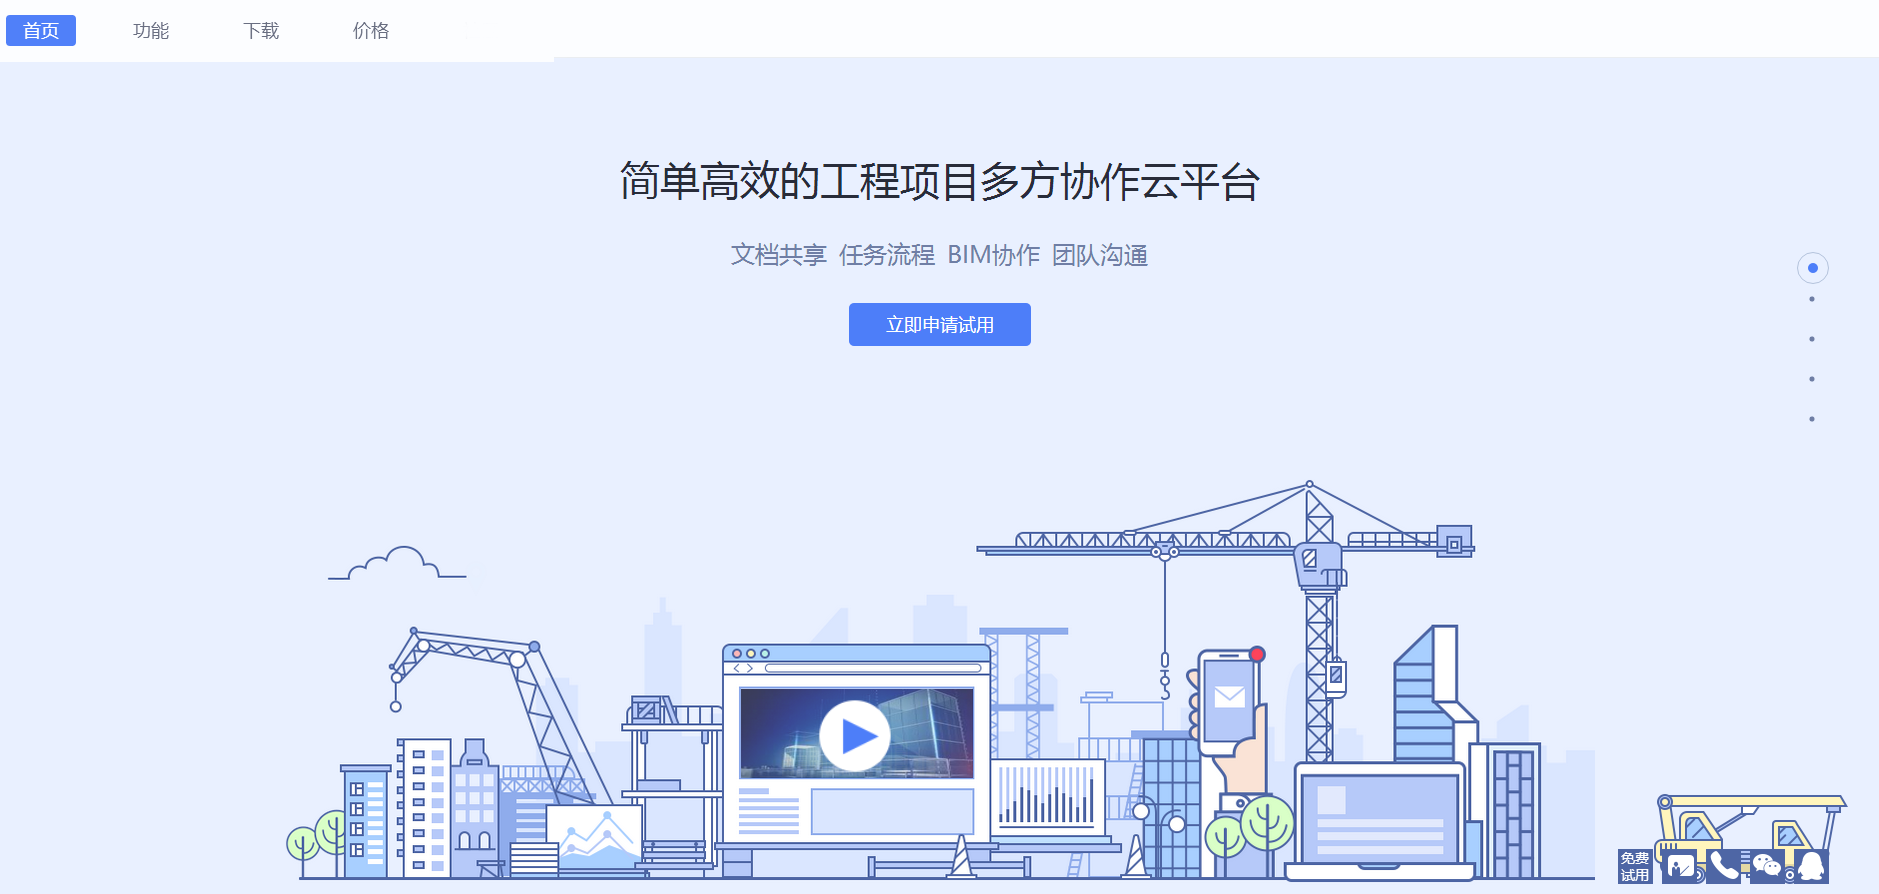 首页 功能 下载 价格
简单高效的工程项目多方协作云平台
文档共享 任务流程 BIM协作 团队沟通
立即申请试用
免费
试用